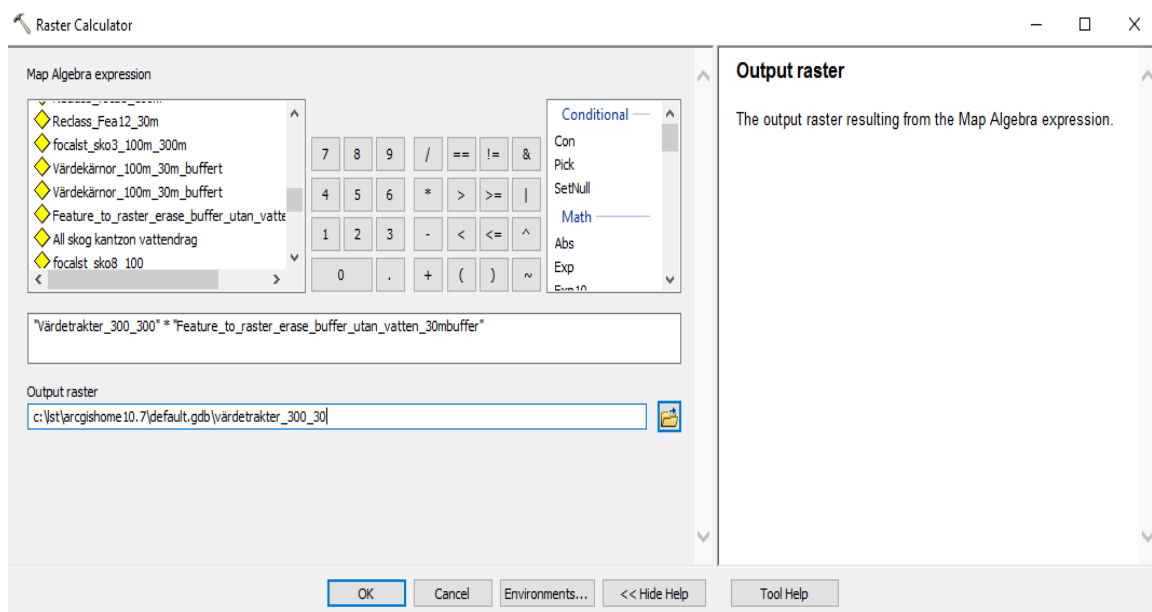 Raster Calculator
Map Algebra expression
Reclass_Fea12_30m
focalst_sko3_100m_300m
Värdekärnor_100m_30m_buffert
Värdekärnor_100m_30m_buffert
Feature_to_raster_erase_buffer_utan_vatte
All skog kantzon vattendrag
focalst_sko8_100
7 8 9 / == != &
4 5 6 * > >= |
1 2 3 - < <= ^
0 . + ( ) ~
Conditional
Con
Pick
SetNull
Math
Abs
Exp
Exp10
"Värdetrakter_300_300" * "Feature_to_raster_erase_buffer_utan_vatten_30mbuffer"
Output raster
c:\lst\arcgishome10.7\default.gdb\värdetrakter_300_30
OK Cancel Environments... << Hide Help Tool Help
Output raster
The output raster resulting from the Map Algebra expression.